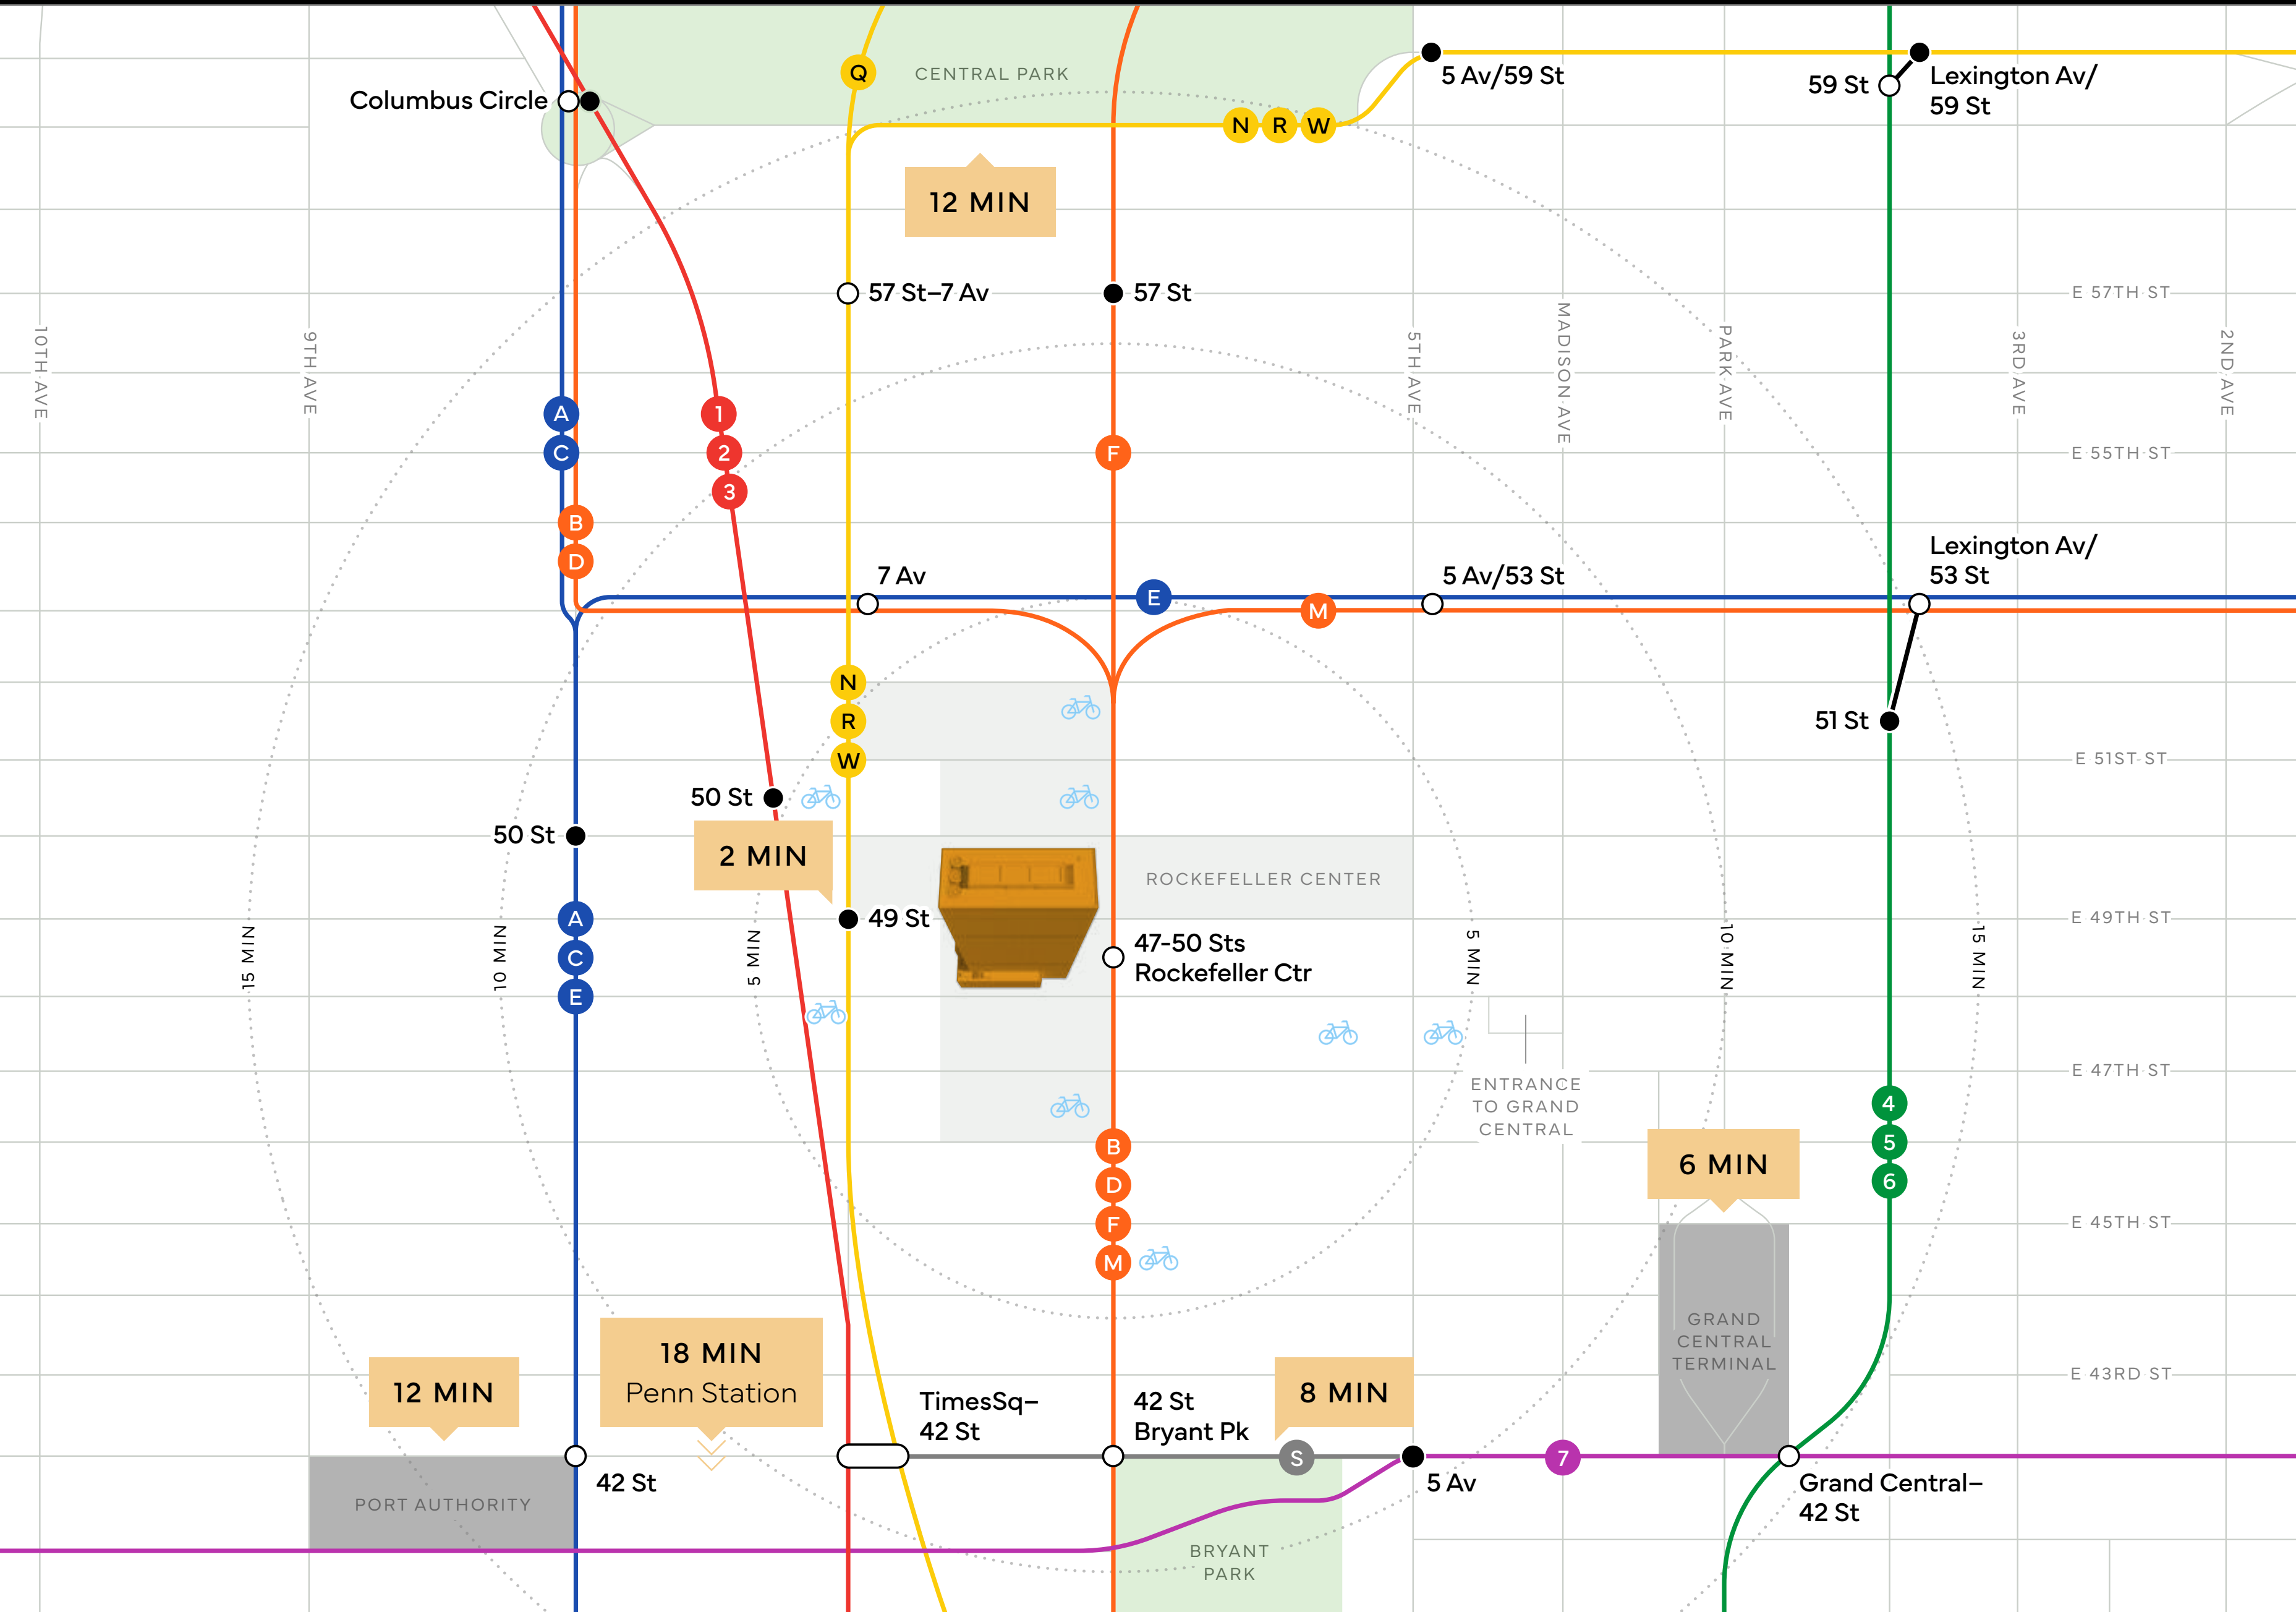 Q
CENTRAL PARK
5 Av/59 St
59 St
Lexington Av/
59 St
Columbus Circle
N
R
W
12 MIN
57 St–7 Av
57 St
E 57TH ST
10TH AVE
9TH AVE
5TH AVE
MADISON AVE
PARK AVE
3RD AVE
2ND AVE
A
C
1
2
3
F
E 55TH ST
B
D
7 Av
E
M
5 Av/53 St
Lexington Av/
53 St
N
R
W
51 St
E 51ST ST
50 St
50 St
2 MIN
ROCKEFELLER CENTER
49 St
E 49TH ST
A
C
E
47-50 Sts
Rockefeller Ctr
15 MIN
10 MIN
5 MIN
5 MIN
10 MIN
15 MIN
E 47TH ST
ENTRANCE
TO GRAND
CENTRAL
4
5
6
B
D
F
M
6 MIN
E 45TH ST
GRAND
CENTRAL
TERMINAL
E 43RD ST
12 MIN
18 MIN
Penn Station
TimesSq–
42 St
42 St
Bryant Pk
8 MIN
S
7
42 St
5 Av
Grand Central–
42 St
PORT AUTHORITY
BRYANT
PARK